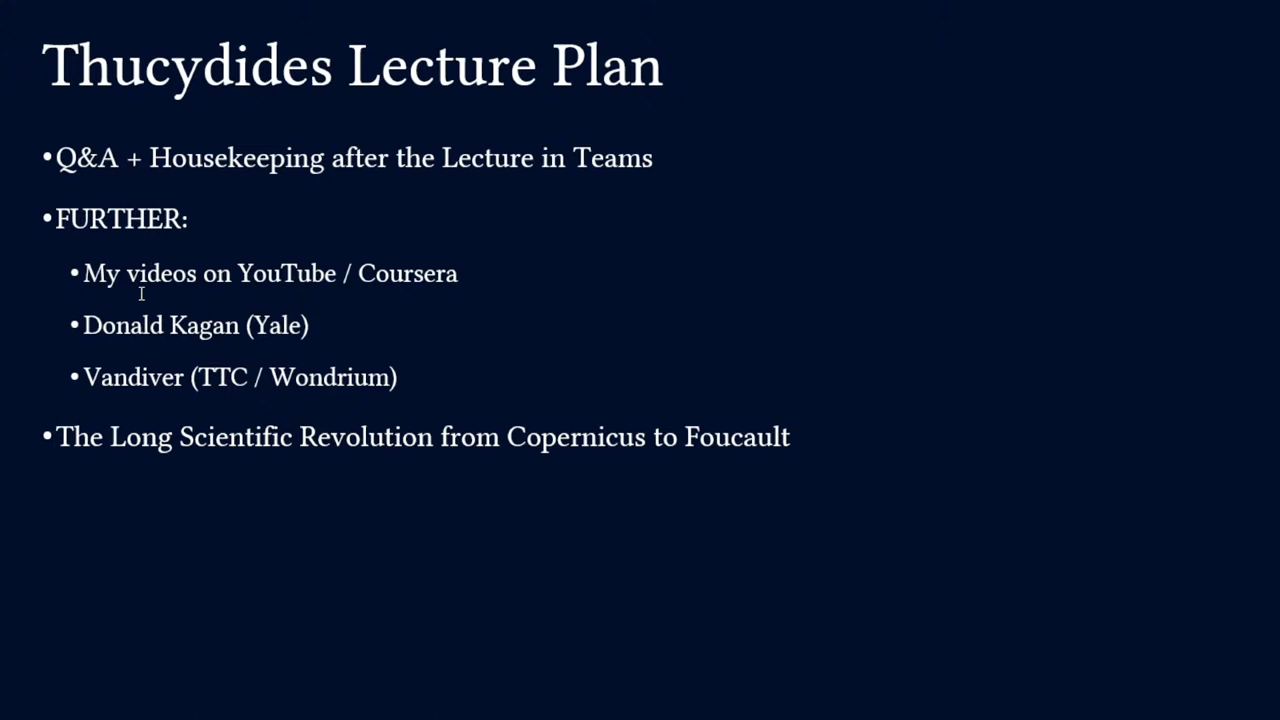 Thucydides Lecture Plan
•Q&A + Housekeeping after the Lecture in Teams
•FURTHER:
•My videos on YouTube / Coursera
•Donald Kagan (Yale)
•Vandiver (TTC / Wondrium)
•The Long Scientific Revolution from Copernicus to Foucault